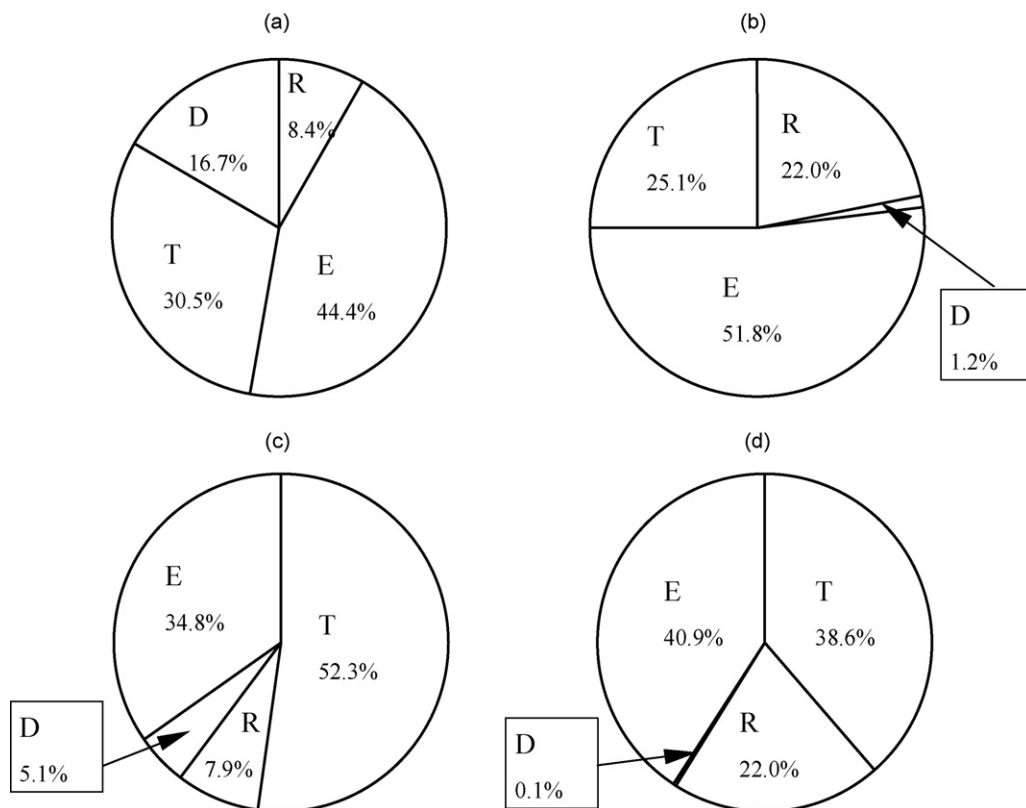 (a)
R
8.4%
D
16.7%
T
30.5%
E
44.4%
(b)
T
25.1%
R
22.0%
E
51.8%
D
1.2%
(c)
E
34.8%
T
52.3%
D
5.1%
R
7.9%
(d)
E
40.9%
T
38.6%
D
0.1%
R
22.0%